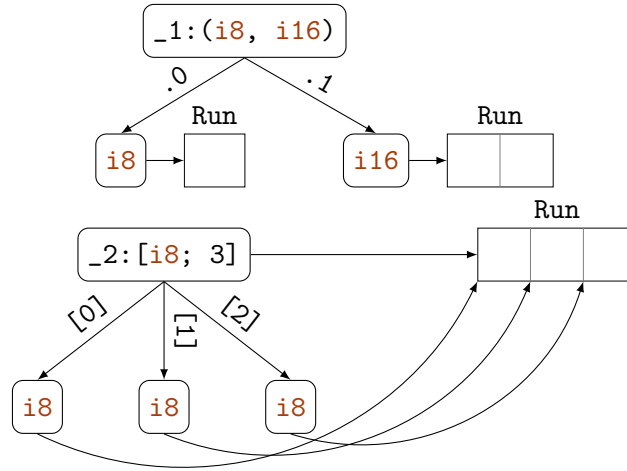 _1:(i8, i16)
.0
.1
Run
Run
i8
i16
Run
_2:[i8; 3]
[0]
[1]
[2]
i8
i8
i8